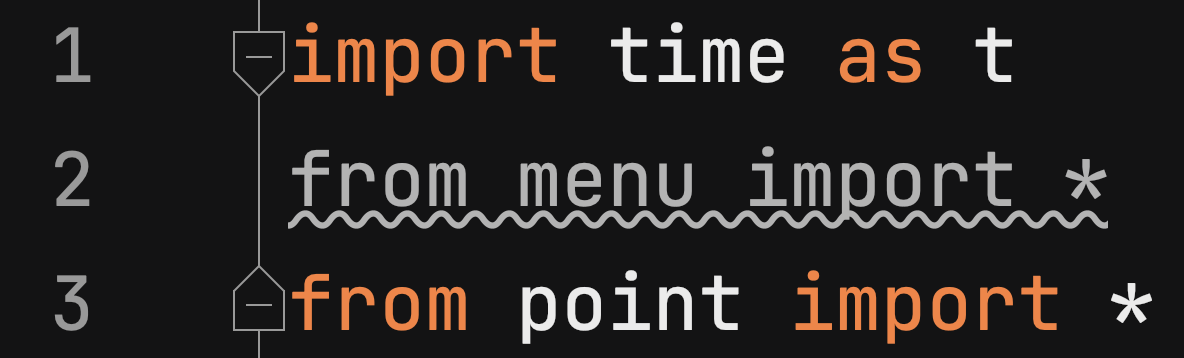 1 import time as t
2 from menu import *
3 from point import *